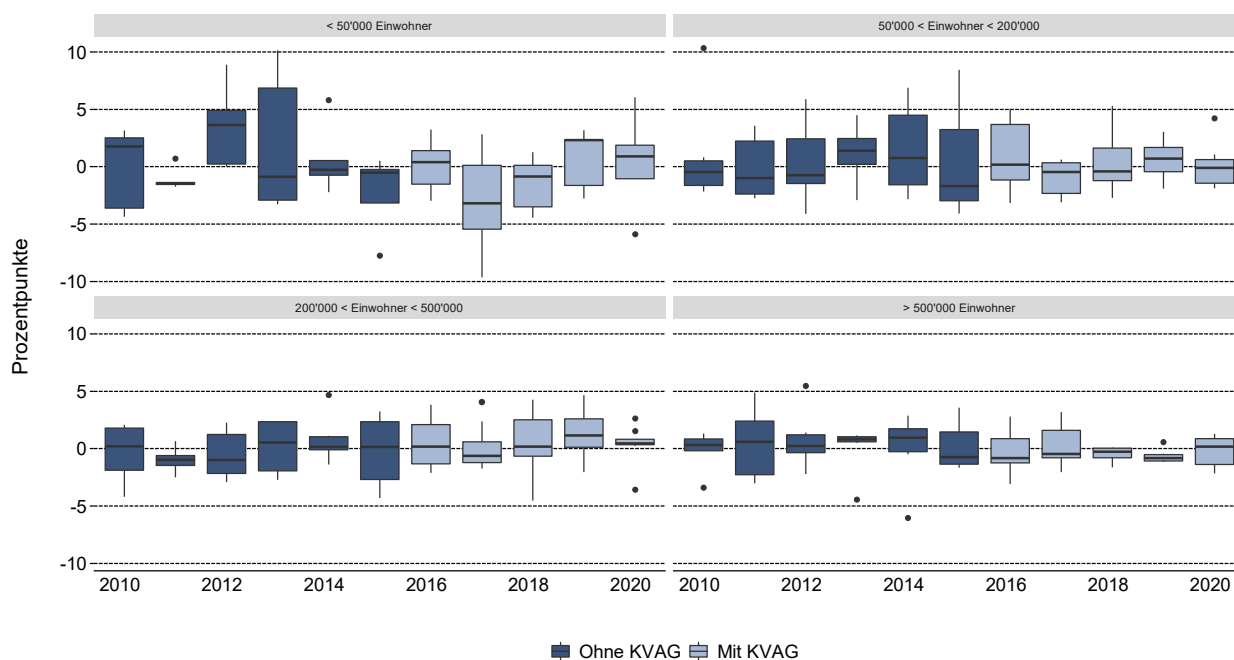 < 50'000 Einwohner
50'000 < Einwohner < 200'000
10
5
0
-5
-10
200'000 < Einwohner < 500'000
> 500'000 Einwohner
10
5
0
-5
-10
Prozentpunkte
2010 2012 2014 2016 2018 2020
2010 2012 2014 2016 2018 2020
Ohne KVAG Mit KVAG